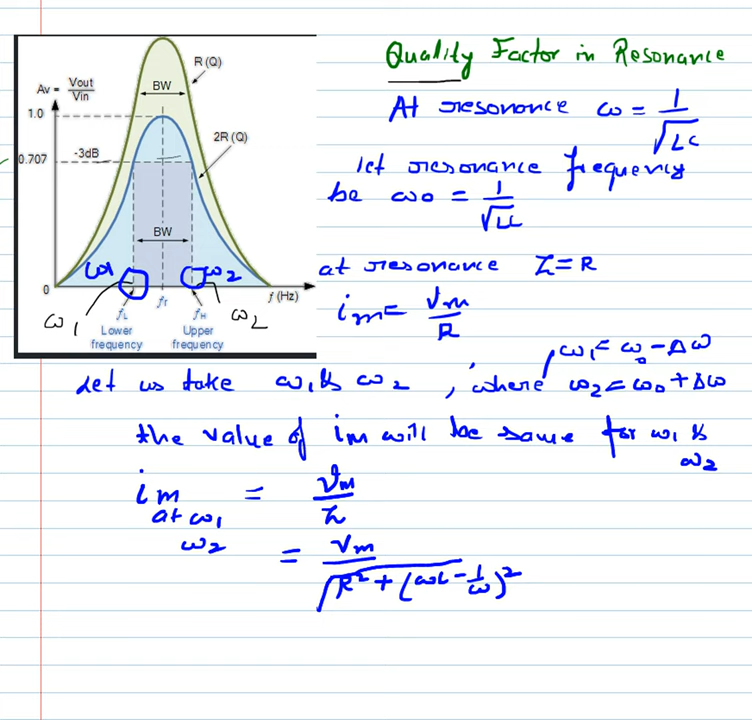 Quality Factor in Resonance
Av = Vout/Vin
R (Q)
BW
1.0
2R (Q)
0.707
-3dB
BW
ω1
ω2
0
fL
fr
fH
f (Hz)
ω1
ω2
Lower frequency
Upper frequency
At resonance ω = 1/√LC
let resonance frequency
be ω0 = 1/√LC
at resonance Z = R
im = Vm/R
ω1 = ω0 - Δω
Let us take ω1 & ω2 , where ω2 = ω0 + Δω
the value of im will be same for ω1 &
ω2
im = Vm/Z
at ω1
ω2
= Vm/√R² + (ωL - 1/ω)²